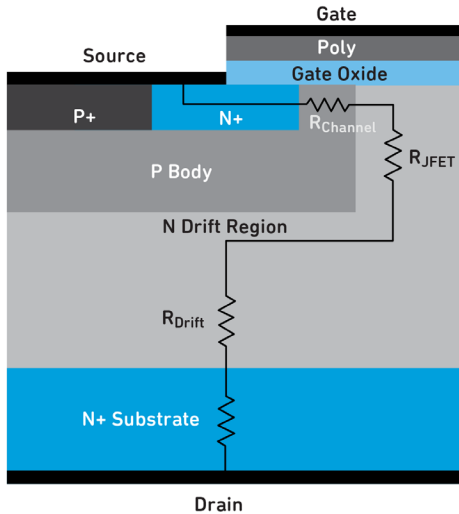 Gate
Poly
Source
Gate Oxide
P+
N+
RChannel
P Body
RJFET
N Drift Region
RDrift
N+ Substrate
Drain